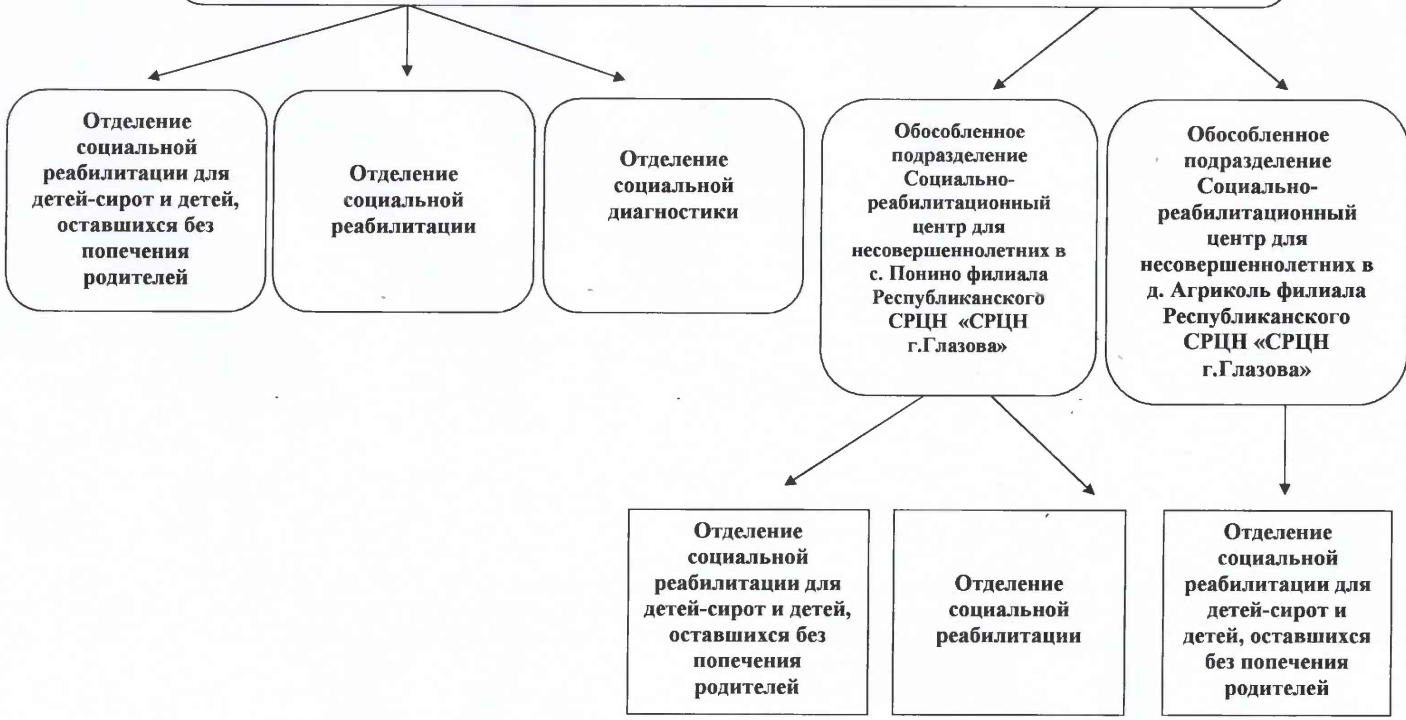 Отделение
социальной
реабилитации для
детей-сирот и детей,
оставшихся без
попечения
родителей
Отделение
социальной
реабилитации
Отделение
социальной
диагностики
Обособленное
подразделение
Социально-
реабилитационный
центр для
несовершеннолетних в
с. Понино филиала
Республиканского
СРЦН «СРЦН
г.Глазова»
Обособленное
подразделение
Социально-
реабилитационный
центр для
несовершеннолетних в
д. Агриколь филиала
Республиканского
СРЦН «СРЦН
г.Глазова»
Отделение
социальной
реабилитации для
детей-сирот и детей,
оставшихся без
попечения
родителей
Отделение
социальной
реабилитации
Отделение
социальной
реабилитации для
детей-сирот и
детей, оставшихся
без попечения
родителей